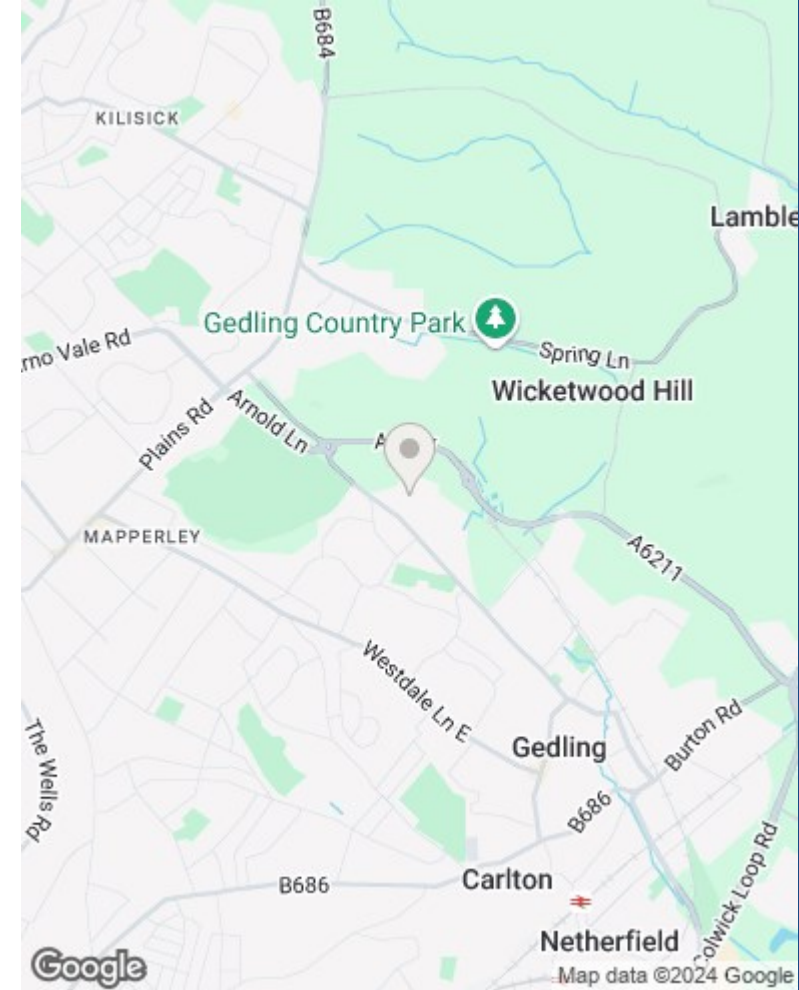 B684
KILISICK
Lamble
Gedling Country Park
rno Vale Rd
Spring Ln
Wicketwood Hill
Arnold Ln
Plains Rd
MAPPERLEY
A6211
Westdale Ln E
The Wells Rd
Gedling
Burton Rd
B686
B686
Carlton
Colwick Loop Rd
Netherfield
Google
Map data ©2024 Google